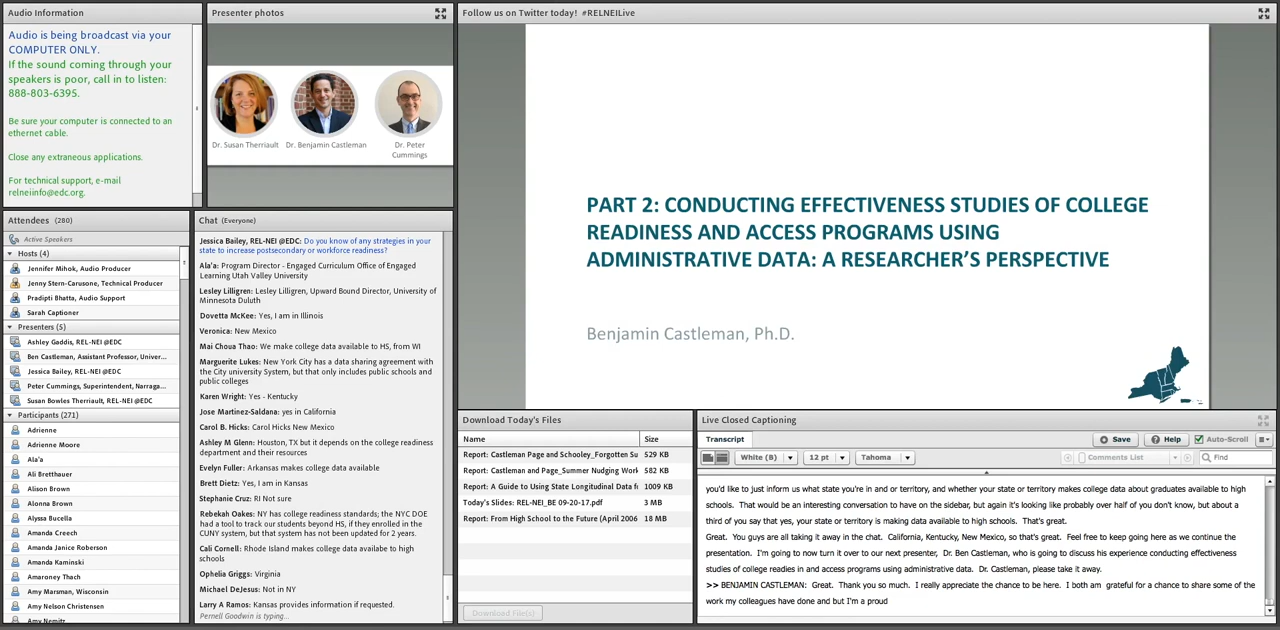 Audio Information
Audio is being broadcast via your
COMPUTER ONLY.
If the sound coming through your
speakers is poor, call in to listen:
888-803-6395.
Be sure your computer is connected to an
ethernet cable.
Close any extraneous applications.
For technical support, e-mail
relneiinfo@edc.org.
Presenter photos
Dr. Susan Therriault
Dr. Benjamin Castleman
Dr. Peter
Cummings
Attendees (280)
Active Speakers
Hosts (4)
Jennifer Mihok, Audio Producer
Jenny Stern-Carusone, Technical Producer
Pradipti Bhatta, Audio Support
Sarah Captioner
Presenters (5)
Ashley Gaddis, REL-NEI @EDC
Ben Castleman, Assistant Professor, Univer...
Jessica Bailey, REL-NEI @EDC
Peter Cummings, Superintendent, Narraga...
Susan Bowles Therriault, REL-NEI @EDC
Participants (271)
Adrienne
Adrienne Moore
Ala'a
Ali Bretthauer
Alison Brown
Alonna Brown
Alyssa Bucella
Amanda Creech
Amanda Janice Roberson
Amanda Kaminski
Amaroney Thach
Amy Marsman, Wisconsin
Amy Nelson Christensen
Amy Nemitz
Chat (Everyone)
Jessica Bailey, REL-NEI @EDC: Do you know of any strategies in your
state to increase postsecondary or workforce readiness?
Ala'a: Program Director - Engaged Curriculum Office of Engaged
Learning Utah Valley University
Lesley Lilligren: Lesley Lilligren, Upward Bound Director, University of
Minnesota Duluth
Dovetta McKee: Yes, I am in Illinois
Veronica: New Mexico
Mai Choua Thao: We make college data available to HS, from WI
Marguerite Lukes: New York City has a data sharing agreement with
the City university System, but that only includes public schools and
public colleges
Karen Wright: Yes - Kentucky
Jose Martinez-Saldana: yes in California
Carol B. Hicks: Carol Hicks New Mexico
Ashley M Glenn: Houston, TX but it depends on the college readiness
department and their resources
Evelyn Fuller: Arkansas makes college data available
Brett Dietz: Yes, I am in Kansas
Stephanie Cruz: RI Not sure
Rebekah Oakes: NY has college readiness standards; the NYC DOE
had a tool to track our students beyond HS, if they enrolled in the
CUNY system, but that system has not been updated for 2 years.
Cali Cornell: Rhode Island makes college data availabe to high
schools
Ophelia Griggs: Virginia
Michael DeJesus: Not in NY
Larry A Ramos: Kansas provides information if requested.
Pernell Goodwin is typing...
Follow us on Twitter today! #RELNEILive
PART 2: CONDUCTING EFFECTIVENESS STUDIES OF COLLEGE
READINESS AND ACCESS PROGRAMS USING
ADMINISTRATIVE DATA: A RESEARCHER'S PERSPECTIVE
Benjamin Castleman, Ph.D.
Download Today's Files
Name Size
Report: Castleman Page and Schooley_Forgotten Su 529 KB
Report: Castleman and Page_Summer Nudging Work 582 KB
Report: A Guide to Using State Longitudinal Data fo 1009 KB
Today's Slides: REL-NEI_BE 09-20-17.pdf 3 MB
Report: From High School to the Future (April 2006 18 MB
Download File(s)
Live Closed Captioning
Transcript Save Help Auto-Scroll
White (B) 12 pt Tahoma Comments List Find
you'd like to just inform us what state you're in and or territory, and whether your state or territory makes college data about graduates available to high
schools. That would be an interesting conversation to have on the sidebar, but again it's looking like probably over half of you don't know, but about a
third of you say that yes, your state or territory is making data available to high schools. That's great.
Great. You guys are all taking it away in the chat. California, Kentucky, New Mexico, so that's great. Feel free to keep going here as we continue the
presentation. I'm going to now turn it over to our next presenter, Dr. Ben Castleman, who is going to discuss his experience conducting effectiveness
studies of college readies in and access programs using administrative data. Dr. Castleman, please take it away.
>> BENJAMIN CASTLEMAN: Great. Thank you so much. I really appreciate the chance to be here. I both am grateful for a chance to share some of the
work my colleagues have done and but I'm a proud